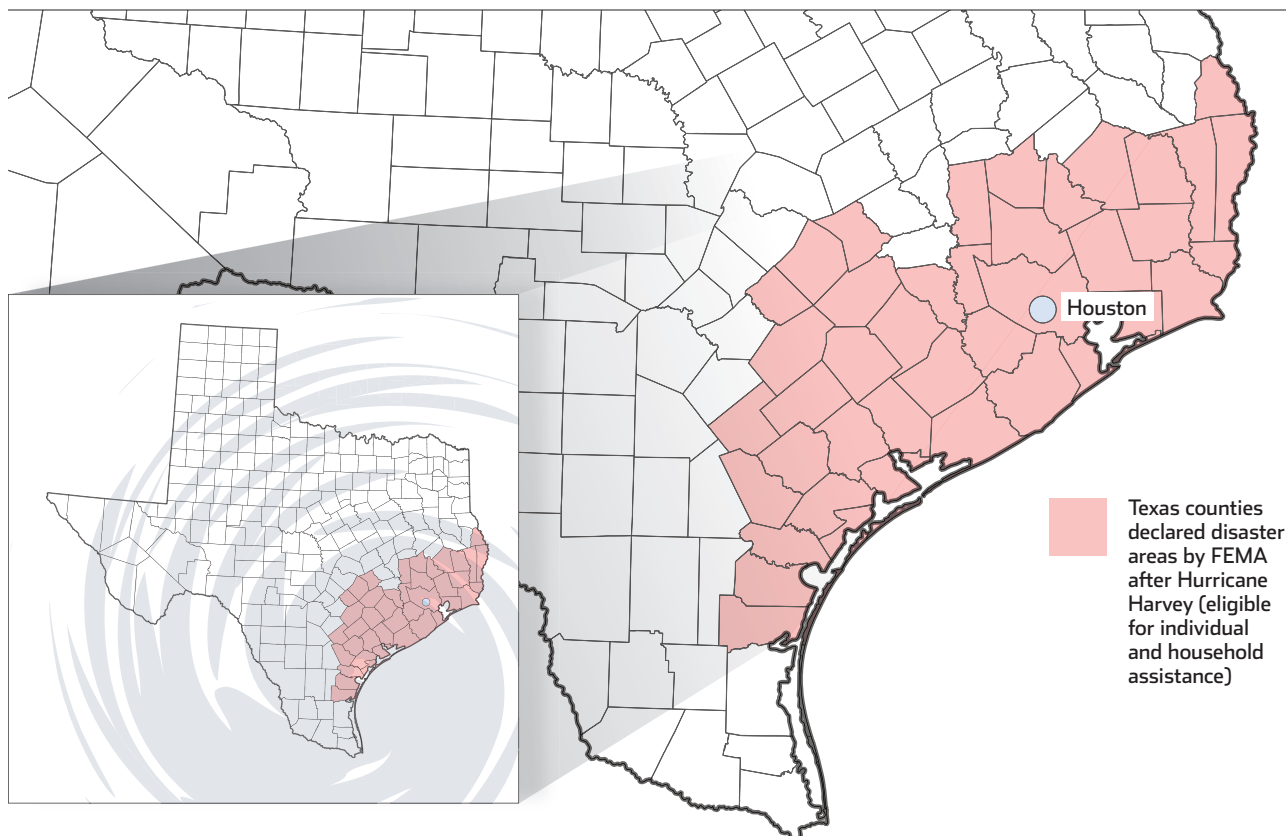 Houston
Texas counties
declared disaster
areas by FEMA
after Hurricane
Harvey (eligible
for individual
and household
assistance)